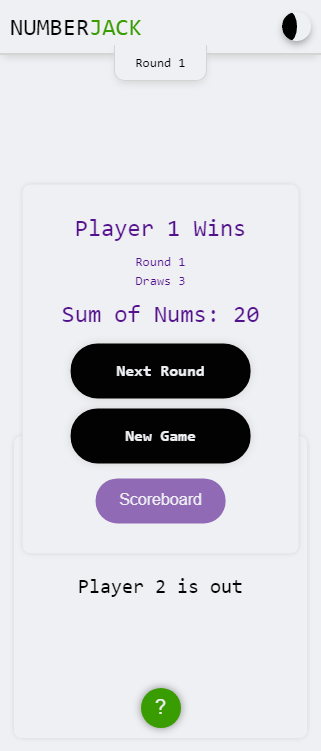 NUMBERJACK
Round 1
Player 1 Wins
Round 1
Draws 3
Sum of Nums: 20
Next Round
New Game
Scoreboard
Player 2 is out
?